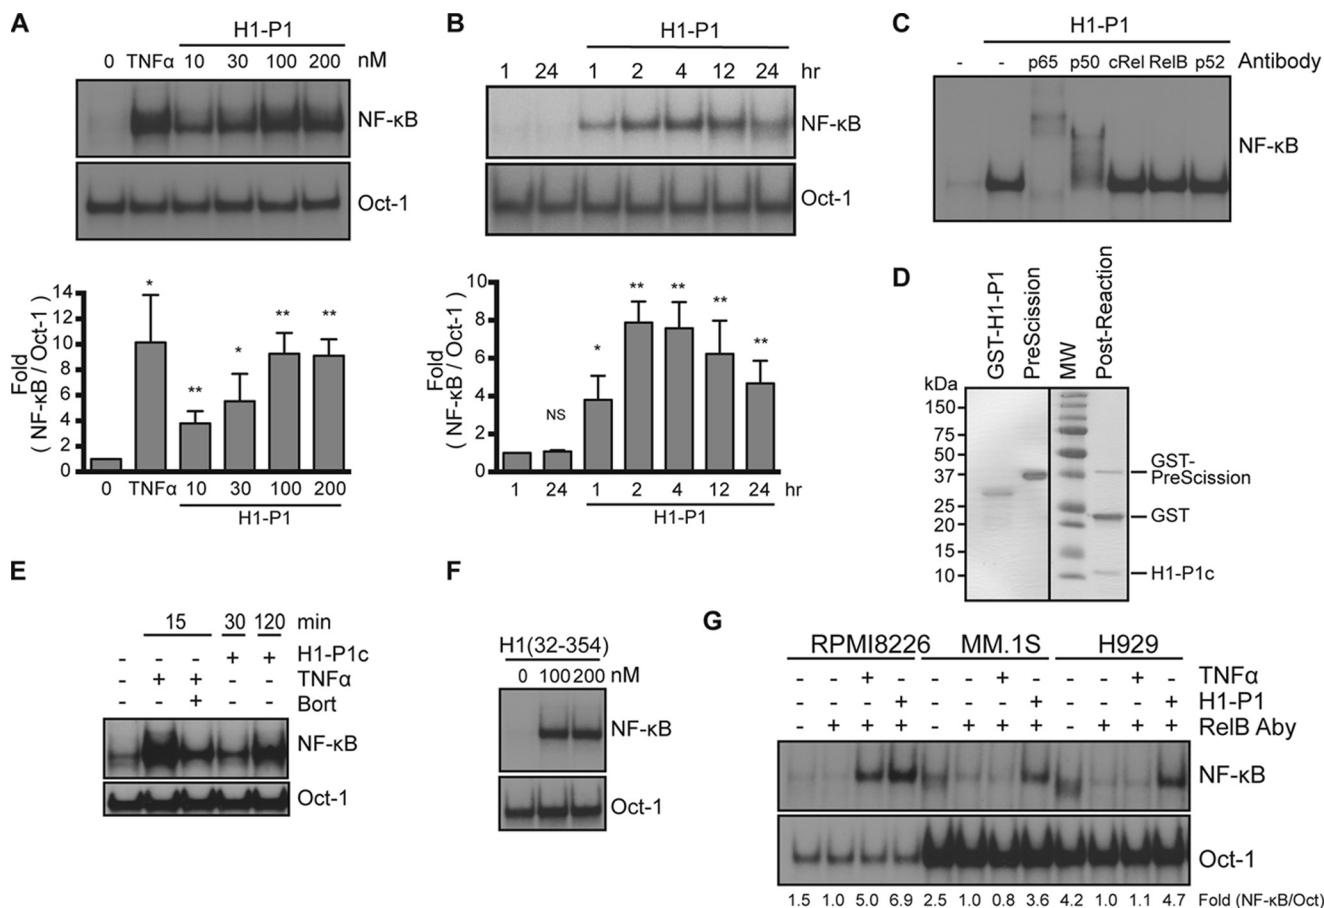 A
H1-P1
0 TNFα 10 30 100 200 nM
NF-κB
Oct-1
Fold
( NF-κB / Oct-1 )
14
12
10
8
6
4
2
0
*
**
*
**
**
0 TNFα 10 30 100 200
H1-P1
B
H1-P1
1 24 1 2 4 12 24 hr
NF-κB
Oct-1
Fold
( NF-κB / Oct-1 )
10
8
6
4
2
0
NS
*
**
**
**
**
1 24 1 2 4 12 24 hr
H1-P1
C
H1-P1
- - p65 p50 cRel RelB p52 Antibody
NF-κB
D
GST-H1-P1
PreScission
MW
Post-Reaction
kDa
150
75
50
37
25
20
15
10
GST-
PreScission
GST
H1-P1c
E
15 30 120 min
- - - + + H1-P1c
- + + - - TNFα
- - + - - Bort
NF-κB
Oct-1
F
H1(32-354)
0 100 200 nM
NF-κB
Oct-1
G
RPMI8226 MM.1S H929
- - + - - - + - - - + - TNFα
- - - + - - - + - - - + H1-P1
- + + + - + + + - + + + RelB Aby
NF-κB
Oct-1
1.5 1.0 5.0 6.9 2.5 1.0 0.8 3.6 4.2 1.0 1.1 4.7 Fold (NF-κB/Oct)